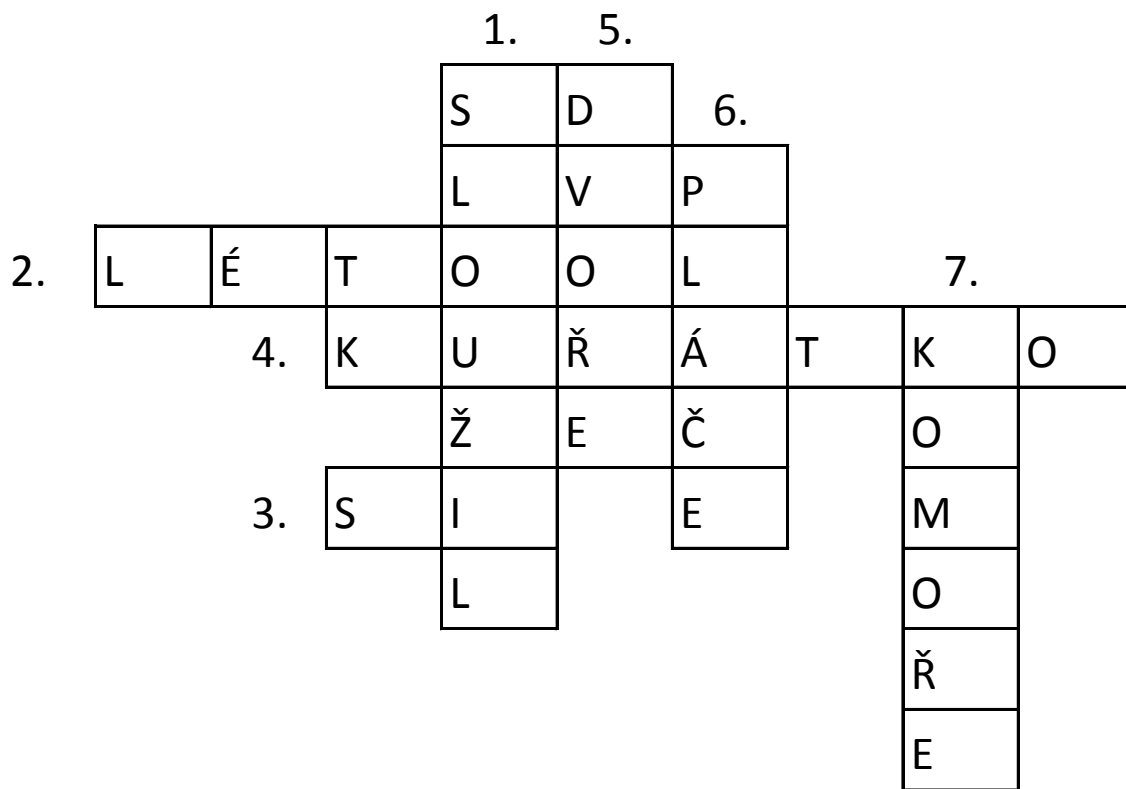 1. 5.
S D 6.
L V P
2. L É T O O L 7.
4. K U Ř Á T K O
Ž E Č O
3. S I E M
L O
Ř
E